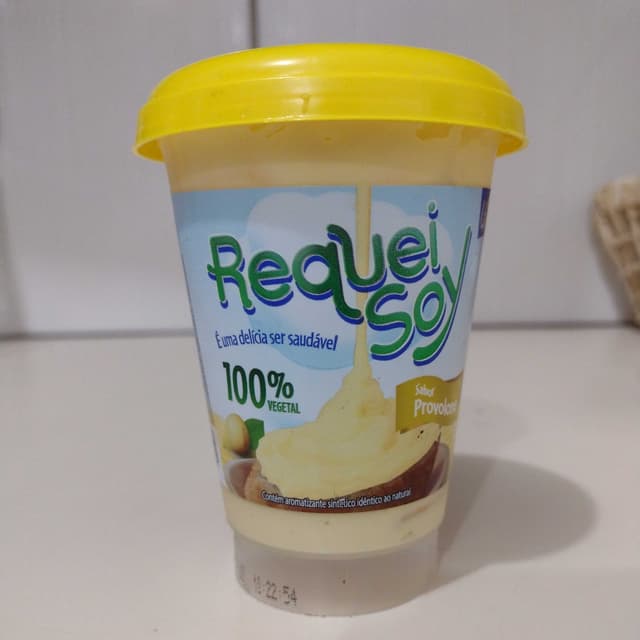 Requei
Soy
É uma delícia ser saudável
100%
VEGETAL
Sabor
Provolone
Contém aromatizante sintético idêntico ao natural